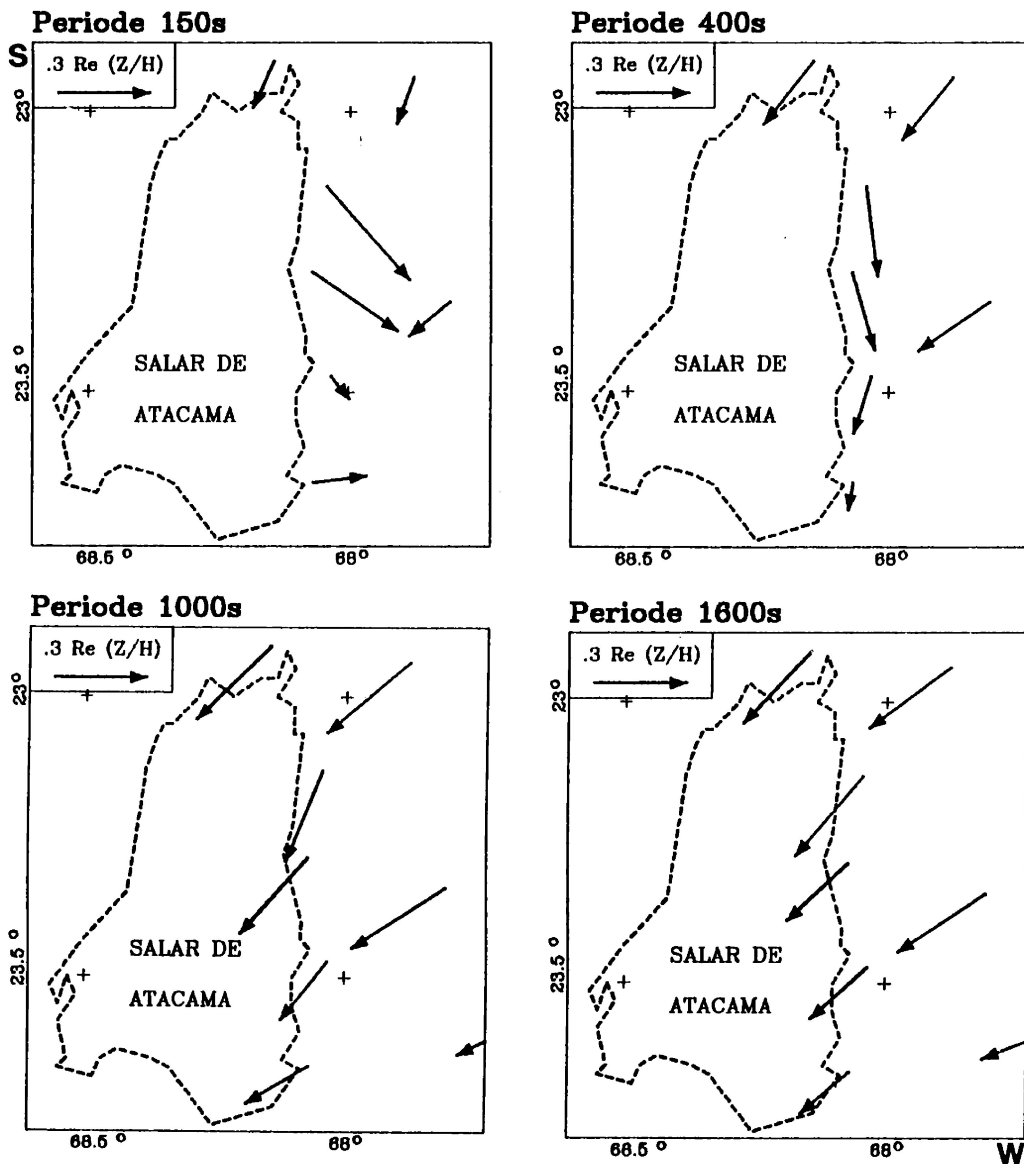 Periode 150s
S
.3 Re (Z/H)
23°
23.5 °
SALAR DE
ATACAMA
68.5 °
68°
Periode 400s
.3 Re (Z/H)
23°
23.5 °
SALAR DE
ATACAMA
68.5 °
68°
Periode 1000s
.3 Re (Z/H)
23°
23.5 °
SALAR DE
ATACAMA
68.5 °
68°
Periode 1600s
.3 Re (Z/H)
23°
23.5 °
SALAR DE
ATACAMA
68.5 °
68°
W